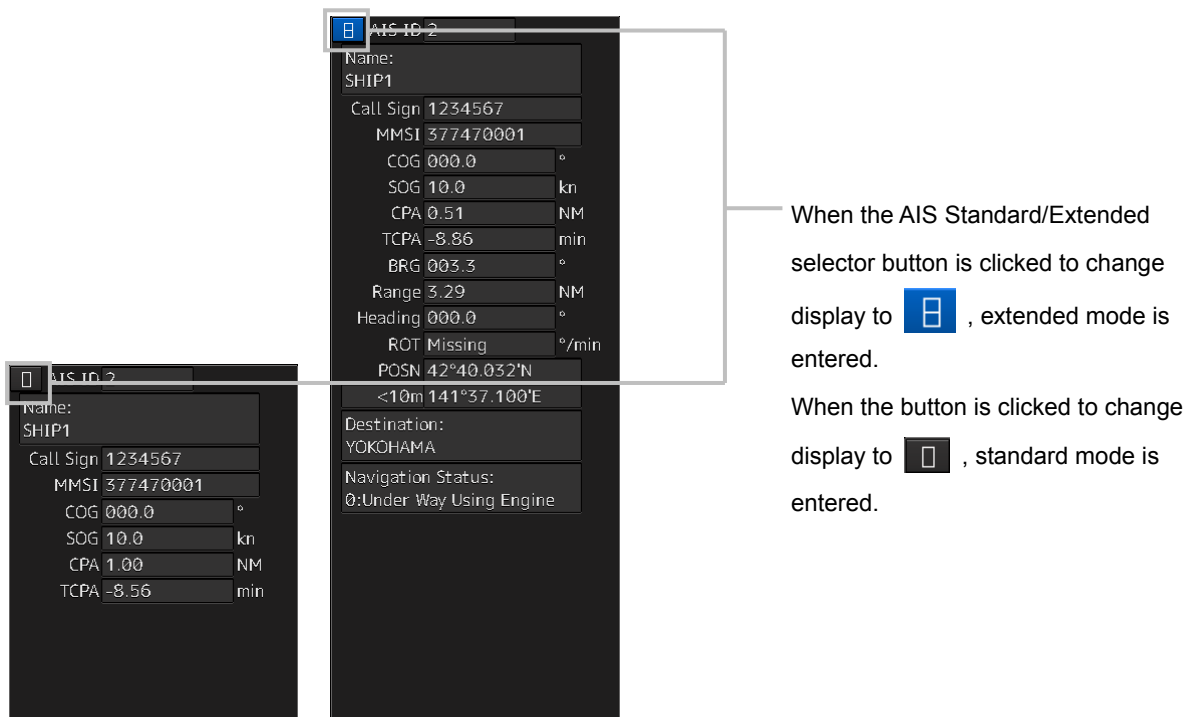 AIS ID 2
Name:
SHIP1
Call Sign 1234567
MMSI 377470001
COG 000.0 °
SOG 10.0 kn
CPA 0.51 NM
TCPA -8.86 min
BRG 003.3 °
Range 3.29 NM
Heading 000.0 °
ROT Missing °/min
POSN 42°40.032'N
<10m 141°37.100'E
Destination:
YOKOHAMA
Navigation Status:
0:Under Way Using Engine
AIS ID 2
Name:
SHIP1
Call Sign 1234567
MMSI 377470001
COG 000.0 °
SOG 10.0 kn
CPA 1.00 NM
TCPA -8.56 min
When the AIS Standard/Extended
selector button is clicked to change
display to , extended mode is
entered.
When the button is clicked to change
display to , standard mode is
entered.